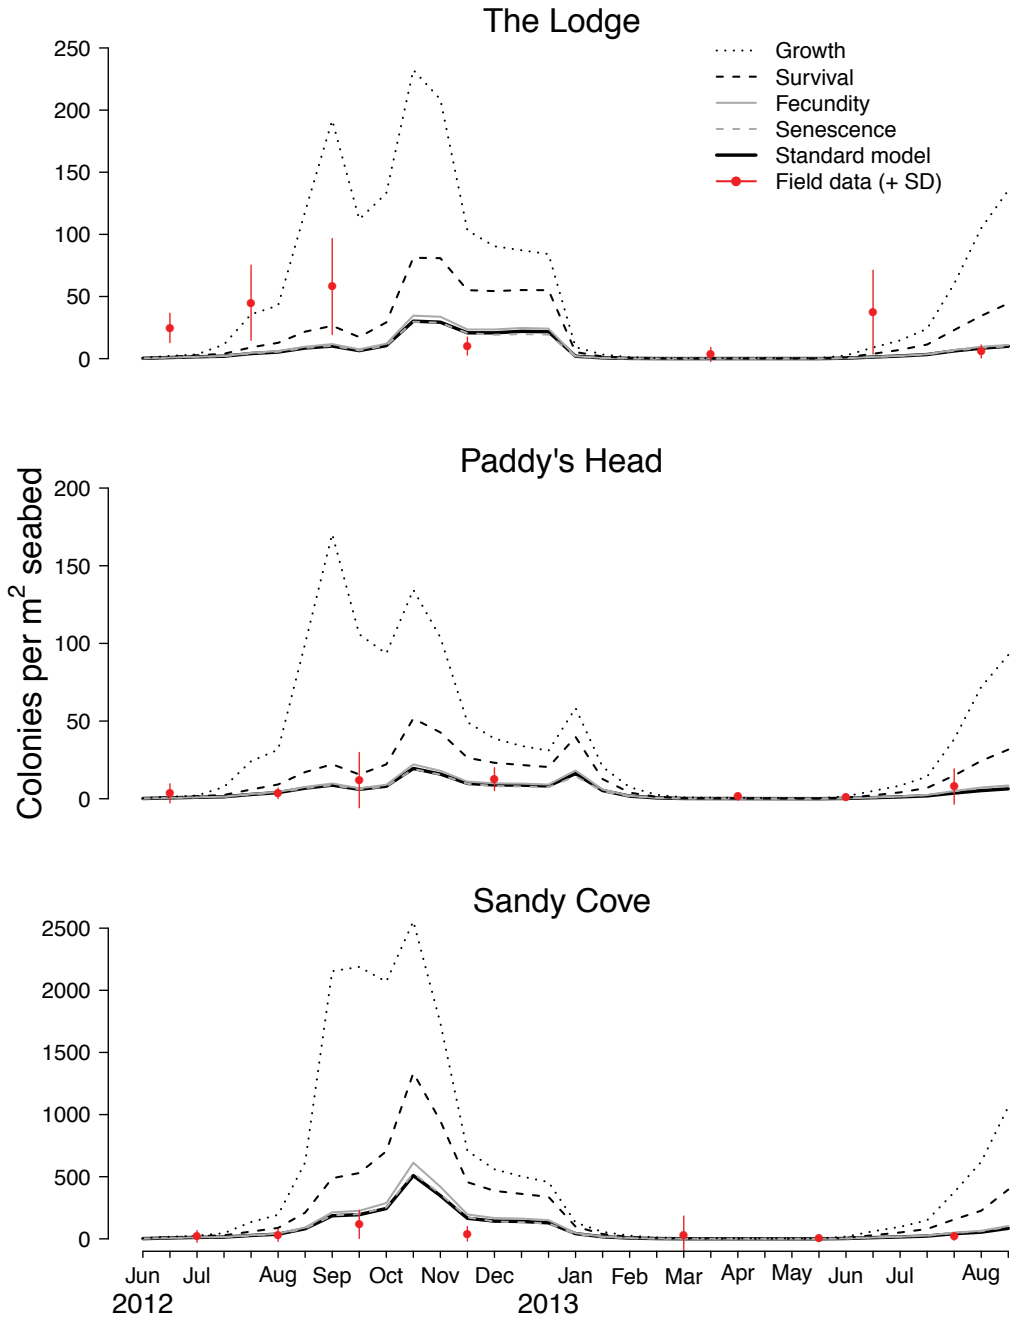 The Lodge
250
200
150
100
50
0
Growth
Survival
Fecundity
Senescence
Standard model
Field data (+ SD)
Colonies per m² seabed
Paddy's Head
200
150
100
50
0
Sandy Cove
2500
2000
1500
1000
500
0
Jun Jul Aug Sep Oct Nov Dec Jan Feb Mar Apr May Jun Jul Aug
2012 2013